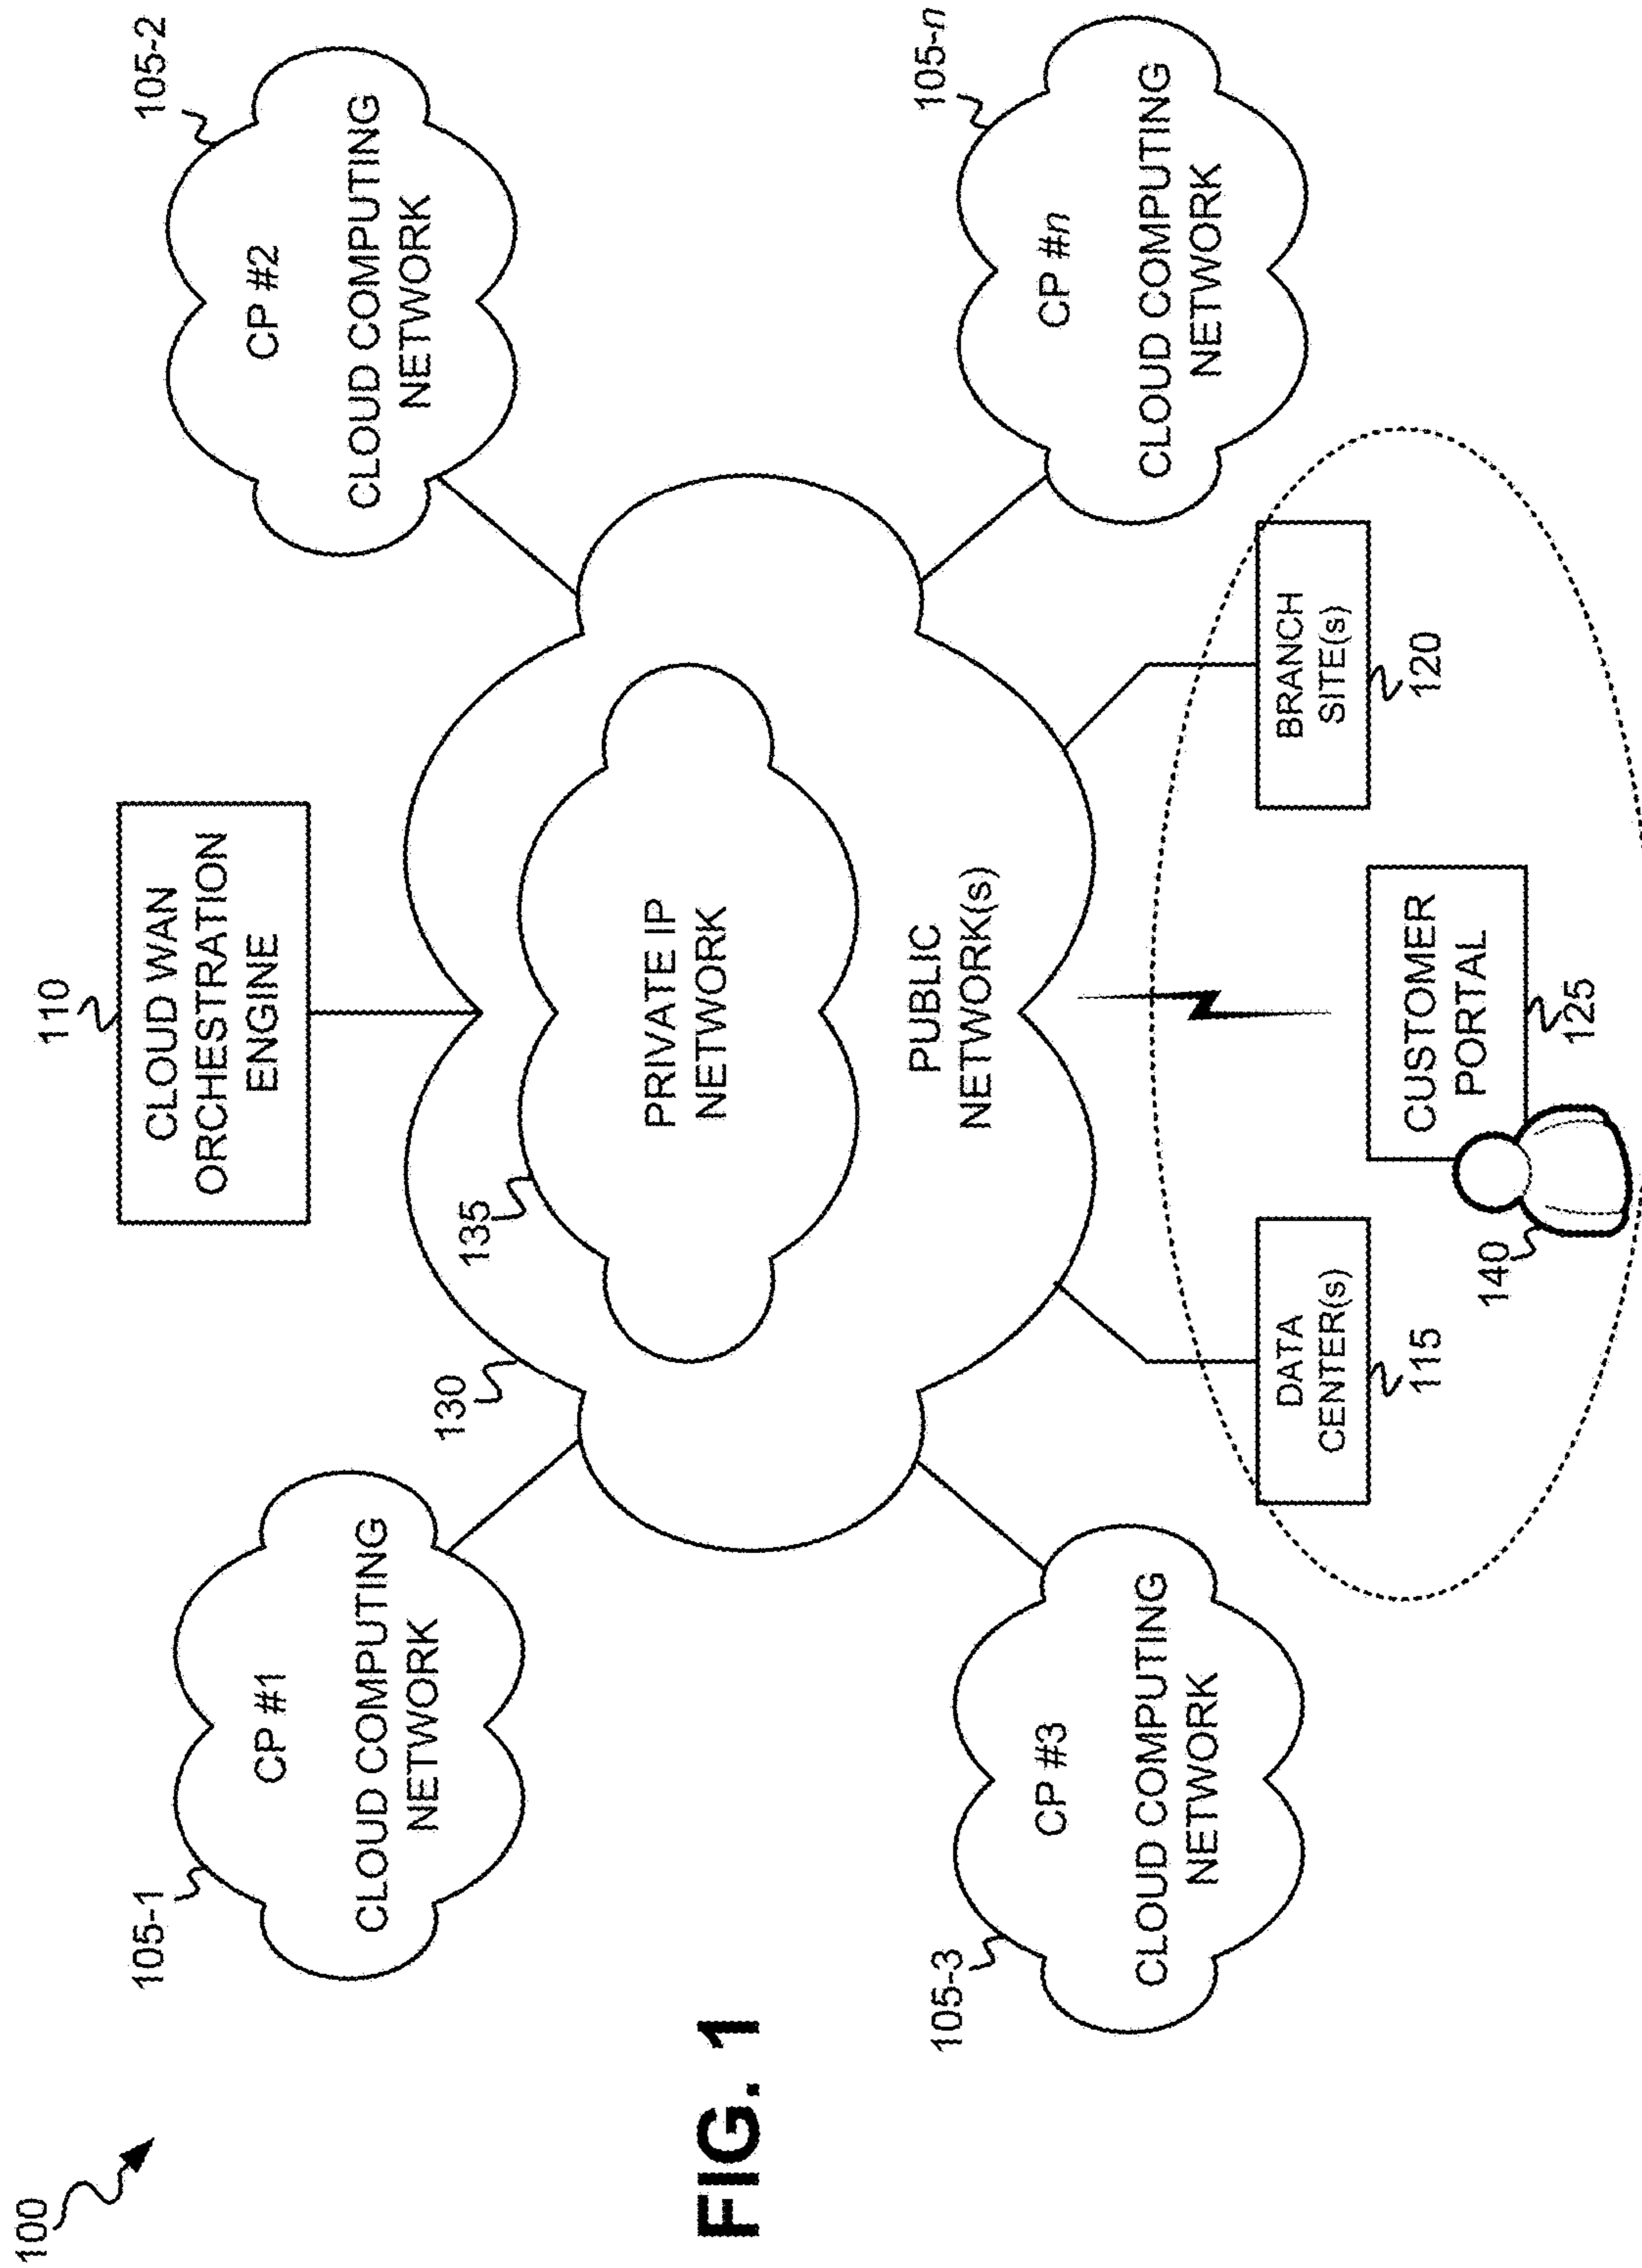 100
110
CLOUD WAN
ORCHESTRATION
ENGINE
105-1
CP #1
CLOUD COMPUTING
NETWORK
105-2
CP #2
CLOUD COMPUTING
NETWORK
130
135
PRIVATE IP
NETWORK
PUBLIC
NETWORK(s)
105-3
CP #3
CLOUD COMPUTING
NETWORK
105-n
CP #n
CLOUD COMPUTING
NETWORK
DATA
CENTER(s)
115
BRANCH
SITE(s)
120
CUSTOMER
PORTAL
125
140
FIG. 1